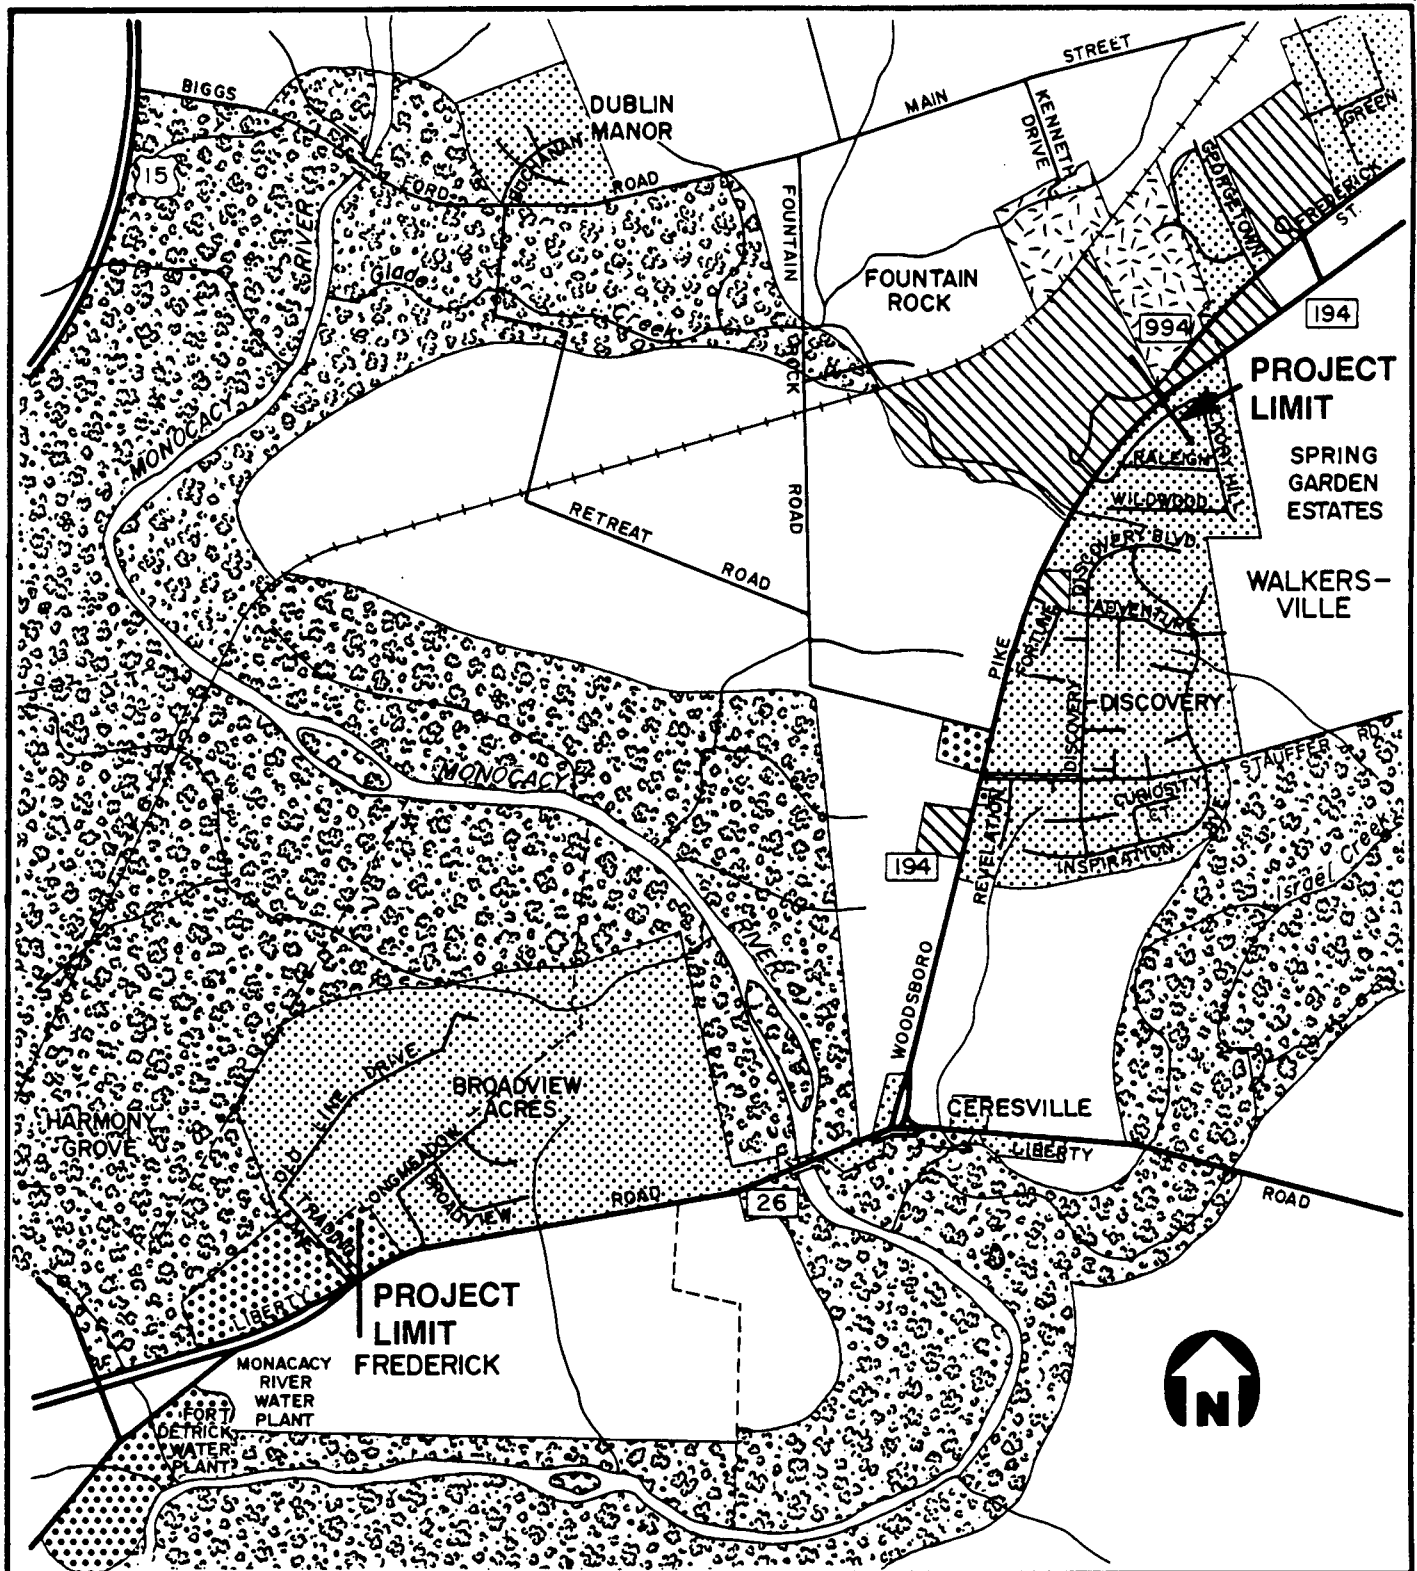 STREET
MAIN
BIGGS
FORD
ROAD
15
DUBLIN
MANOR
BUCHANAN
KENNETH
DRIVE
GREEN
GEORGETOWN
FREDERICK
ST.
RIVER
MONOCACY
Glade
Creek
FOUNTAIN
ROCK
ROAD
FOUNTAIN
ROCK
994
194
PROJECT
LIMIT
HICKORY HILL
RALEIGH
WILDWOOD
SPRING
GARDEN
ESTATES
RETREAT
ROAD
DISCOVERY BLVD.
WALKERS-
VILLE
ADVENTURE
FORTUNE
PIKE
DISCOVERY
DISCOVERY
STAUFFER RD.
MONOCACY
RIVER
CURIOSITY
CT.
AVE
REVELATION
INSPIRATION
194
Israel Creek
WOODSBORO
OLD LINE DRIVE
BROADVIEW
ACRES
HARMONY
GROVE
CERESVILLE
LIBERTY
ROAD
LONGMEADOW
BROADVIEW
TRADING
LANE
ROAD
26
LIBERTY
PROJECT
LIMIT
FREDERICK
MONACACY
RIVER
WATER
PLANT
FORT
DETRICK
WATER
PLANT
N